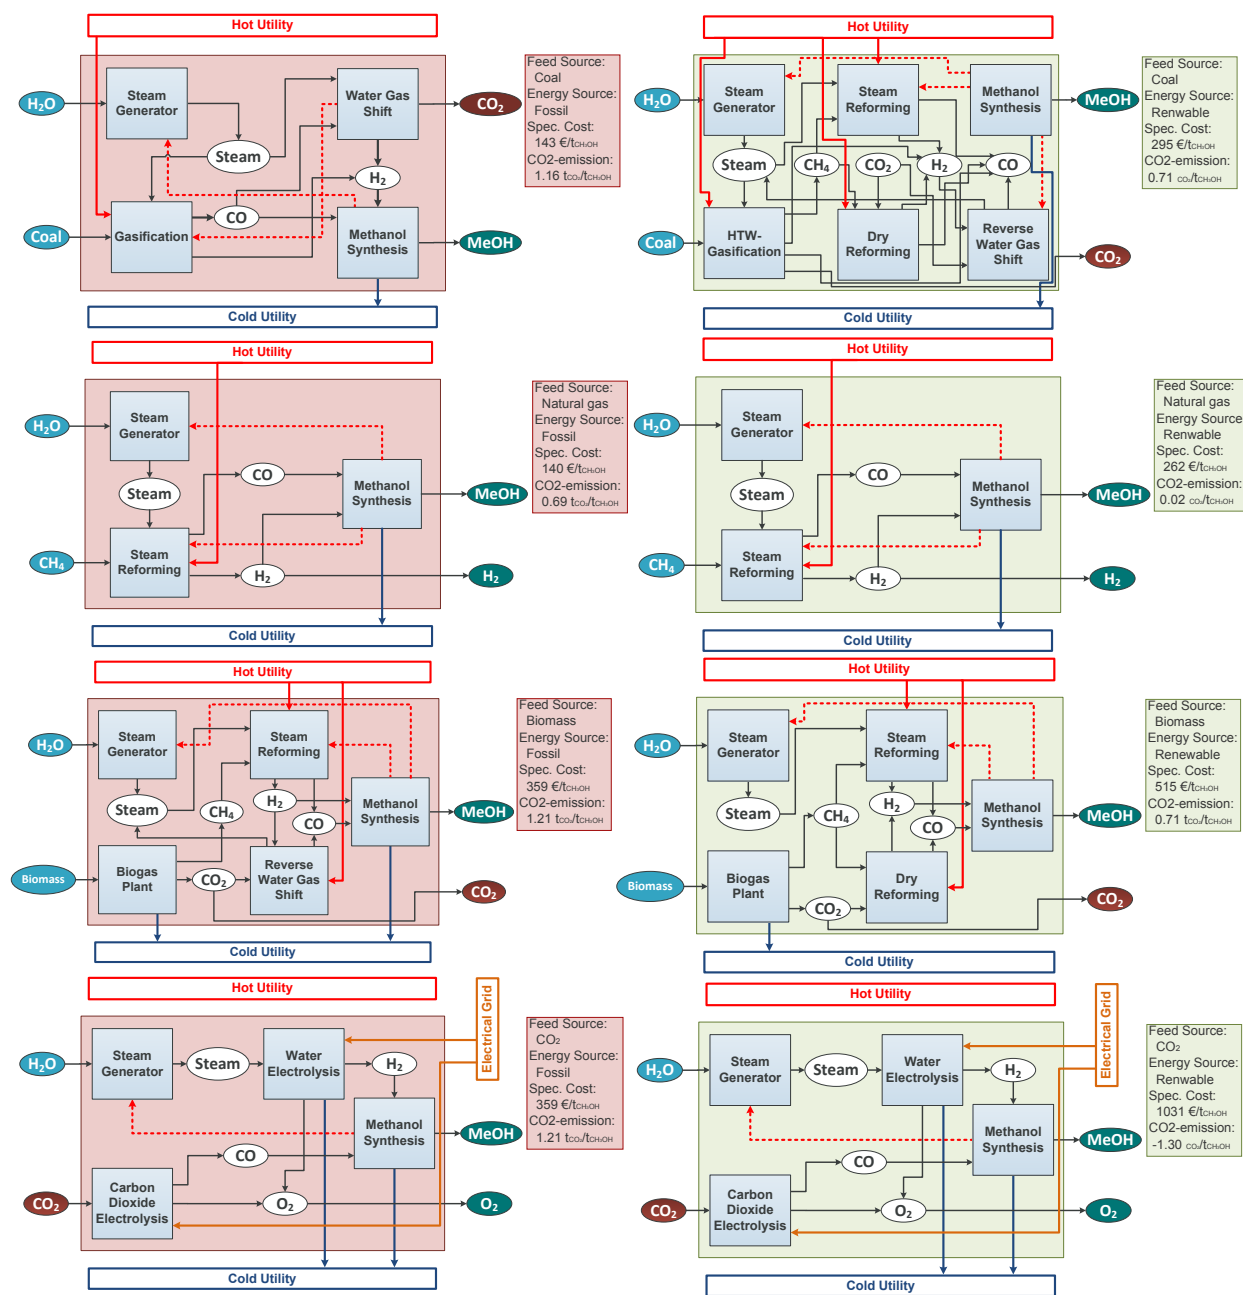 Hot Utility
H₂O
Steam
Generator
Water Gas
Shift
CO₂
Steam
H₂
CO
Coal
Gasification
Methanol
Synthesis
MeOH
Cold Utility
Feed Source:
Coal
Energy Source:
Fossil
Spec. Cost:
143 €/tCH₃OH
CO2-emission:
1.16 tCO₂/tCH₃OH
Hot Utility
H₂O
Steam
Generator
Steam
Reforming
Methanol
Synthesis
MeOH
Steam
CH₄
CO₂
H₂
CO
Coal
HTW-
Gasification
Dry
Reforming
Reverse
Water Gas
Shift
CO₂
Cold Utility
Feed Source:
Coal
Energy Source:
Renwable
Spec. Cost:
295 €/tCH₃OH
CO2-emission:
0.71 CO₂/tCH₃OH
Hot Utility
H₂O
Steam
Generator
CO
Steam
Methanol
Synthesis
MeOH
CH₄
Steam
Reforming
H₂
H₂
Cold Utility
Feed Source:
Natural gas
Energy Source:
Fossil
Spec. Cost:
140 €/tCH₃OH
CO2-emission:
0.69 tCO₂/tCH₃OH
Hot Utility
H₂O
Steam
Generator
CO
Steam
Methanol
Synthesis
MeOH
CH₄
Steam
Reforming
H₂
H₂
Cold Utility
Feed Source:
Natural gas
Energy Source:
Renwable
Spec. Cost:
262 €/tCH₃OH
CO2-emission:
0.02 CO₂/tCH₃OH
Hot Utility
H₂O
Steam
Generator
Steam
Reforming
Steam
CH₄
H₂
CO
Methanol
Synthesis
MeOH
Biomass
Biogas
Plant
CO₂
Reverse
Water Gas
Shift
CO₂
Cold Utility
Feed Source:
Biomass
Energy Source:
Fossil
Spec. Cost:
359 €/tCH₃OH
CO2-emission:
1.21 tCO₂/tCH₃OH
Hot Utility
H₂O
Steam
Generator
Steam
Reforming
Steam
CH₄
H₂
CO
Methanol
Synthesis
MeOH
Biomass
Biogas
Plant
CO₂
Dry
Reforming
CO₂
Cold Utility
Feed Source:
Biomass
Energy Source:
Renewable
Spec. Cost:
515 €/tCH₃OH
CO2-emission:
0.71 tCO₂/tCH₃OH
Hot Utility
Electrical Grid
H₂O
Steam
Generator
Steam
Water
Electrolysis
H₂
Methanol
Synthesis
MeOH
CO
CO₂
Carbon
Dioxide
Electrolysis
O₂
O₂
Cold Utility
Feed Source:
CO₂
Energy Source:
Fossil
Spec. Cost:
359 €/tCH₃OH
CO2-emission:
1.21 tCO₂/tCH₃OH
Hot Utility
Electrical Grid
H₂O
Steam
Generator
Steam
Water
Electrolysis
H₂
Methanol
Synthesis
MeOH
CO
CO₂
Carbon
Dioxide
Electrolysis
O₂
O₂
Cold Utility
Feed Source:
CO₂
Energy Source:
Renwable
Spec. Cost:
1031 €/tCH₃OH
CO2-emission:
-1.30 CO₂/tCH₃OH